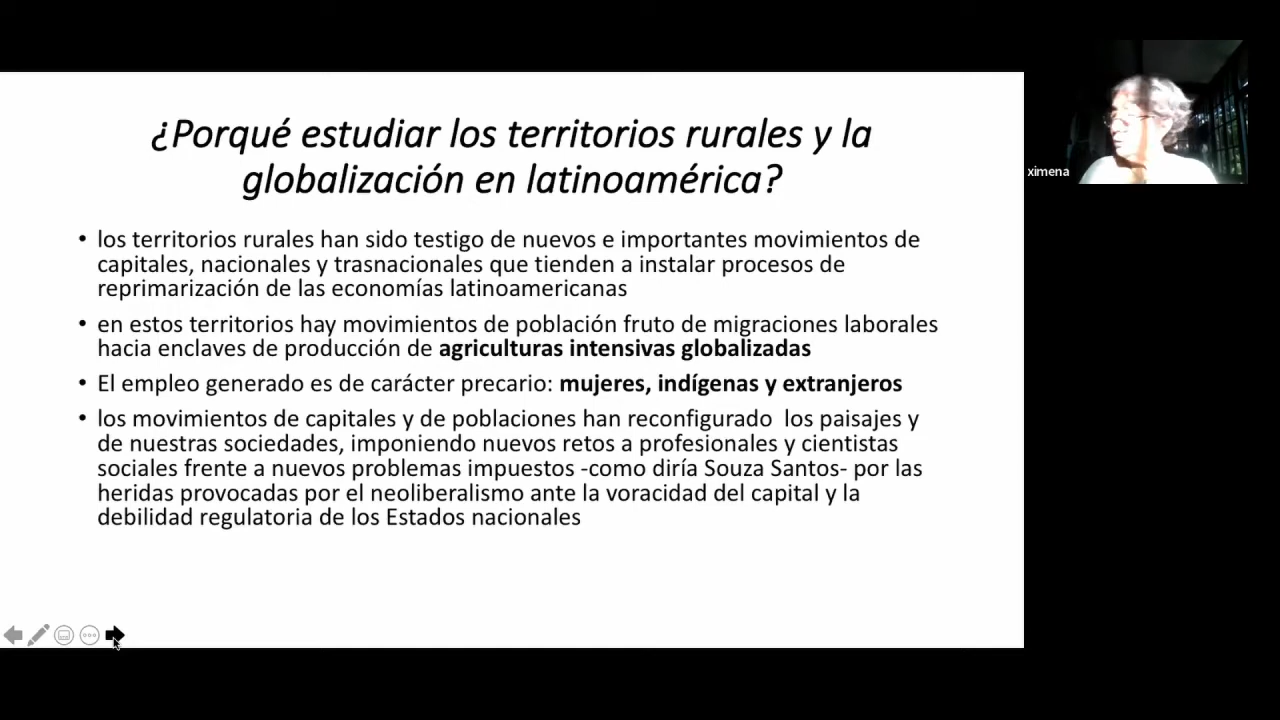 ¿Porqué estudiar los territorios rurales y la
globalización en latinoamérica?
• los territorios rurales han sido testigo de nuevos e importantes movimientos de
capitales, nacionales y trasnacionales que tienden a instalar procesos de
reprimarización de las economías latinoamericanas
• en estos territorios hay movimientos de población fruto de migraciones laborales
hacia enclaves de producción de agriculturas intensivas globalizadas
• El empleo generado es de carácter precario: mujeres, indígenas y extranjeros
• los movimientos de capitales y de poblaciones han reconfigurado  los paisajes y
de nuestras sociedades, imponiendo nuevos retos a profesionales y cientistas
sociales frente a nuevos problemas impuestos -como diría Souza Santos- por las
heridas provocadas por el neoliberalismo ante la voracidad del capital y la
debilidad regulatoria de los Estados nacionales
ximena